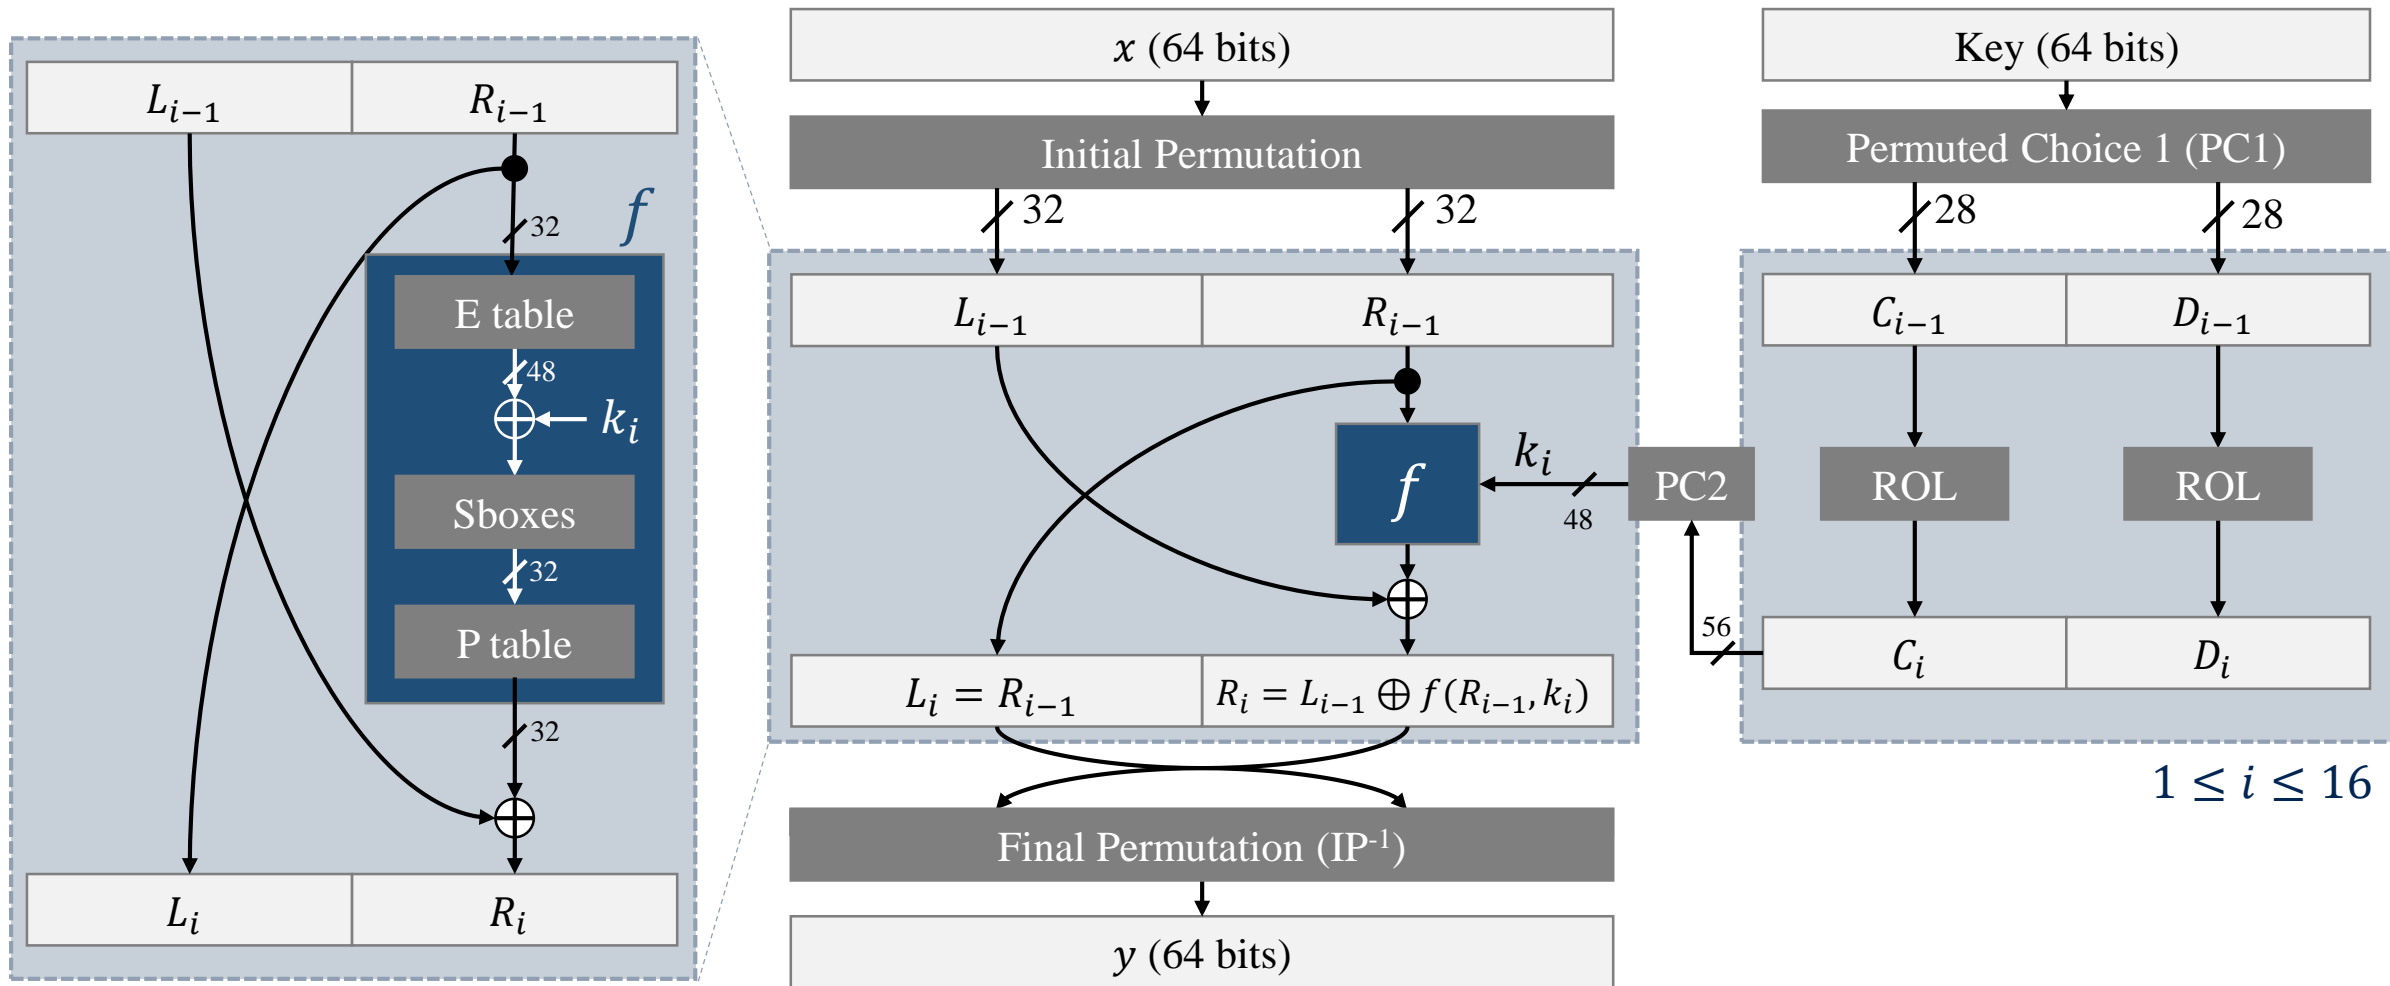 L_{i−1}
R_{i−1}
f
32
E table
48
k_i
Sboxes
32
P table
32
L_i
R_i
x (64 bits)
Initial Permutation
32
32
L_{i−1}
R_{i−1}
f
k_i
48
L_i = R_{i−1}
R_i = L_{i−1} ⊕ f(R_{i−1}, k_i)
Final Permutation (IP^{-1})
y (64 bits)
Key (64 bits)
Permuted Choice 1 (PC1)
28
28
C_{i−1}
D_{i−1}
PC2
ROL
ROL
56
C_i
D_i
1 ≤ i ≤ 16